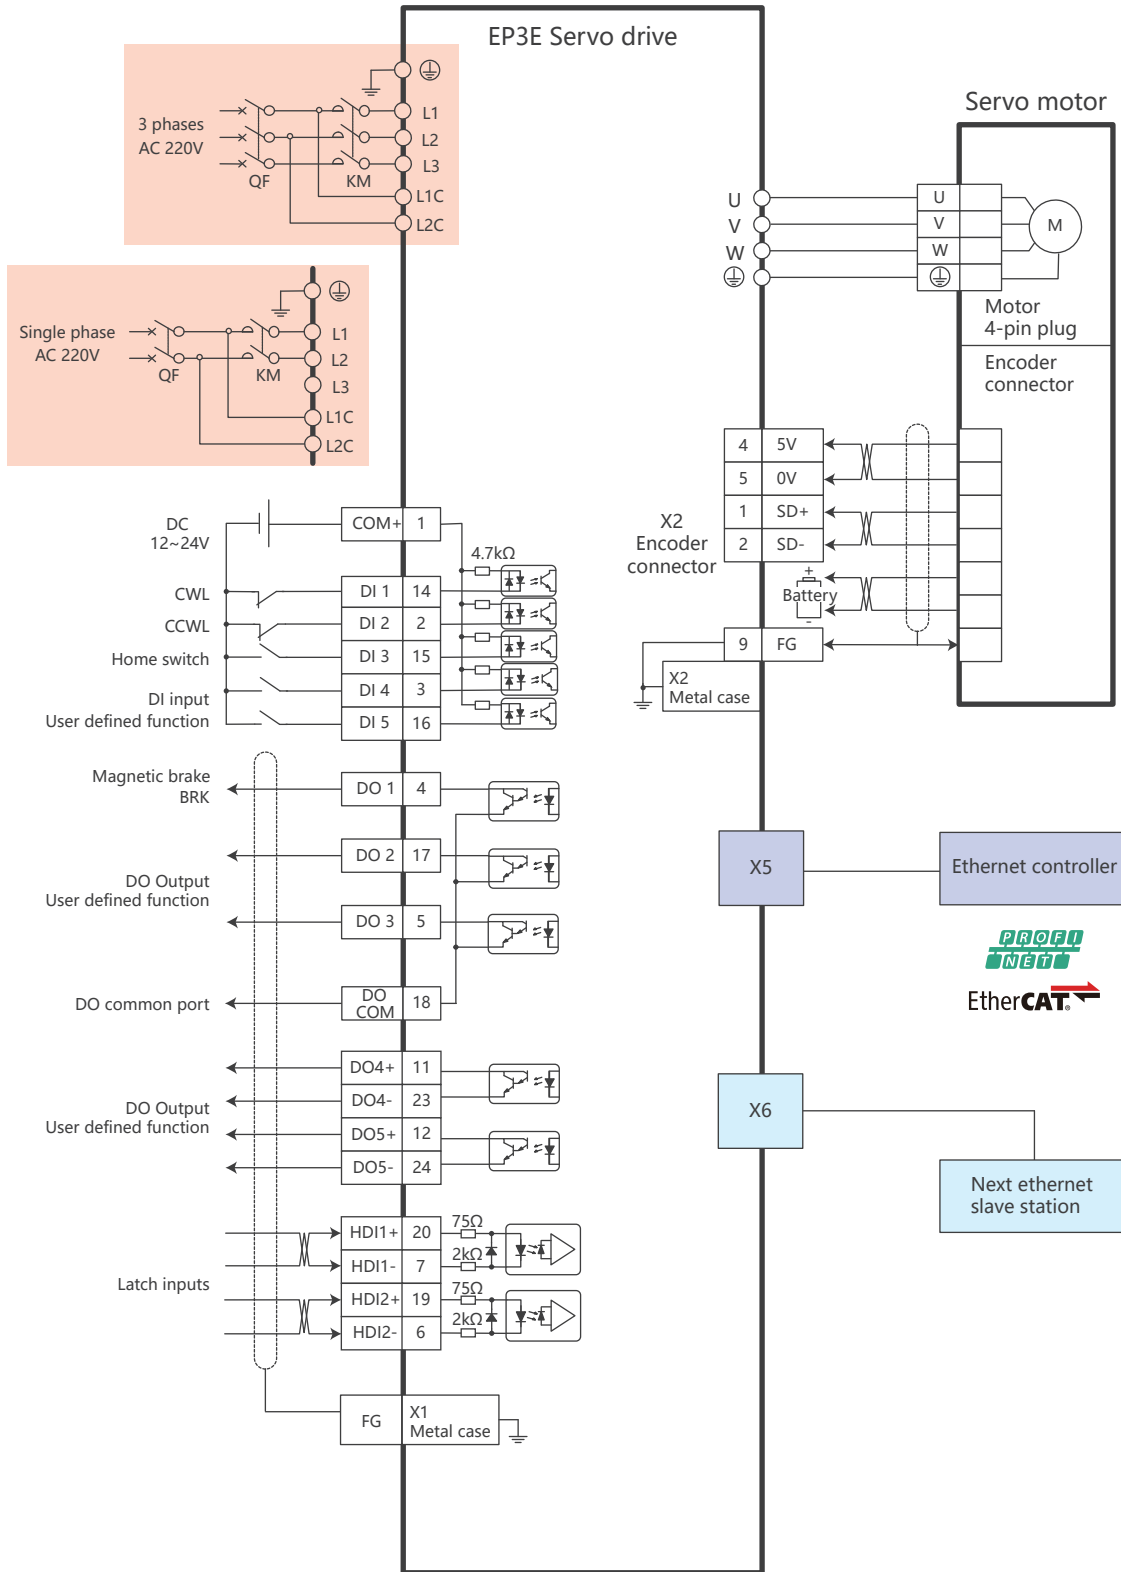 EP3E Servo drive
3 phases
AC 220V
QF
KM
L1
L2
L3
L1C
L2C
Single phase
AC 220V
QF
KM
L1
L2
L3
L1C
L2C
Servo motor
U
V
W
U
V
W
M
Motor
4-pin plug
Encoder
connector
X2
Encoder
connector
4 5V
5 0V
1 SD+
2 SD-
+
Battery
-
9 FG
X2
Metal case
DC
12~24V
COM+ 1
4.7kΩ
CWL
DI 1 14
CCWL
DI 2 2
Home switch
DI 3 15
DI input
User defined function
DI 4 3
DI 5 16
Magnetic brake
BRK
DO 1 4
DO 2 17
DO Output
User defined function
DO 3 5
DO common port
DO
COM
18
DO4+ 11
DO4- 23
DO Output
User defined function
DO5+ 12
DO5- 24
Latch inputs
HDI1+ 20
75Ω
HDI1- 7
2kΩ
HDI2+ 19
75Ω
HDI2- 6
2kΩ
FG
X1
Metal case
X5
Ethernet controller
PROFI
NET
EtherCAT®
X6
Next ethernet
slave station